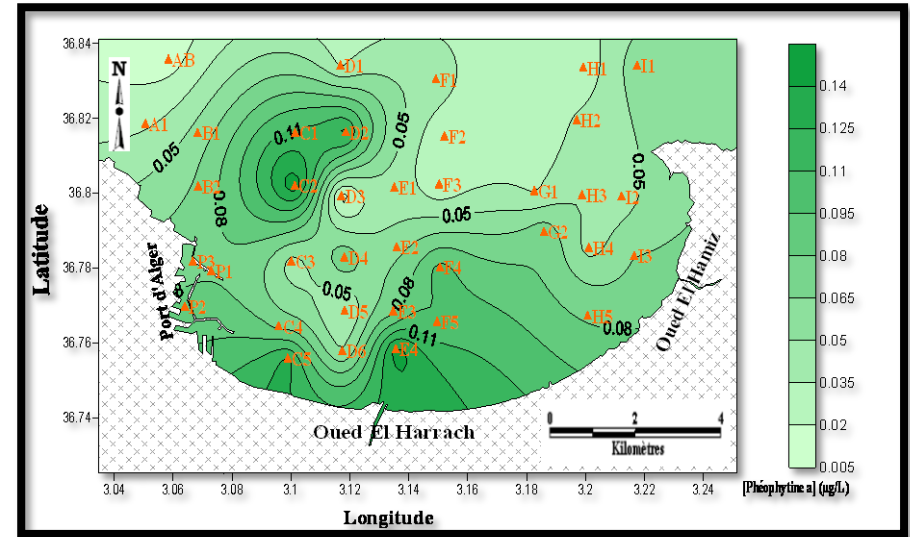 36.84
36.82
36.8
36.78
36.76
36.74
Latitude
N
AB
D1
F1
H1
I1
A1
B1
0.11
C1
D2
F2
H2
0.05
0.05
B2
C2
D3
E1
F3
G1
H3
I2
0.05
0.08
0.05
P3
P1
C3
D4
E2
F4
G2
H4
I3
Port d'Alger
P2
0.05
D5
0.08
E3
F5
H5
0.08
C4
0.11
C5
D6
E4
Oued El Hamiz
Oued El Harrach
0 2 4
Kilomètres
3.04 3.06 3.08 3.1 3.12 3.14 3.16 3.18 3.2 3.22 3.24
Longitude
0.14
0.125
0.11
0.095
0.08
0.065
0.05
0.035
0.02
0.005
[Phéophytine a] (µg/L)